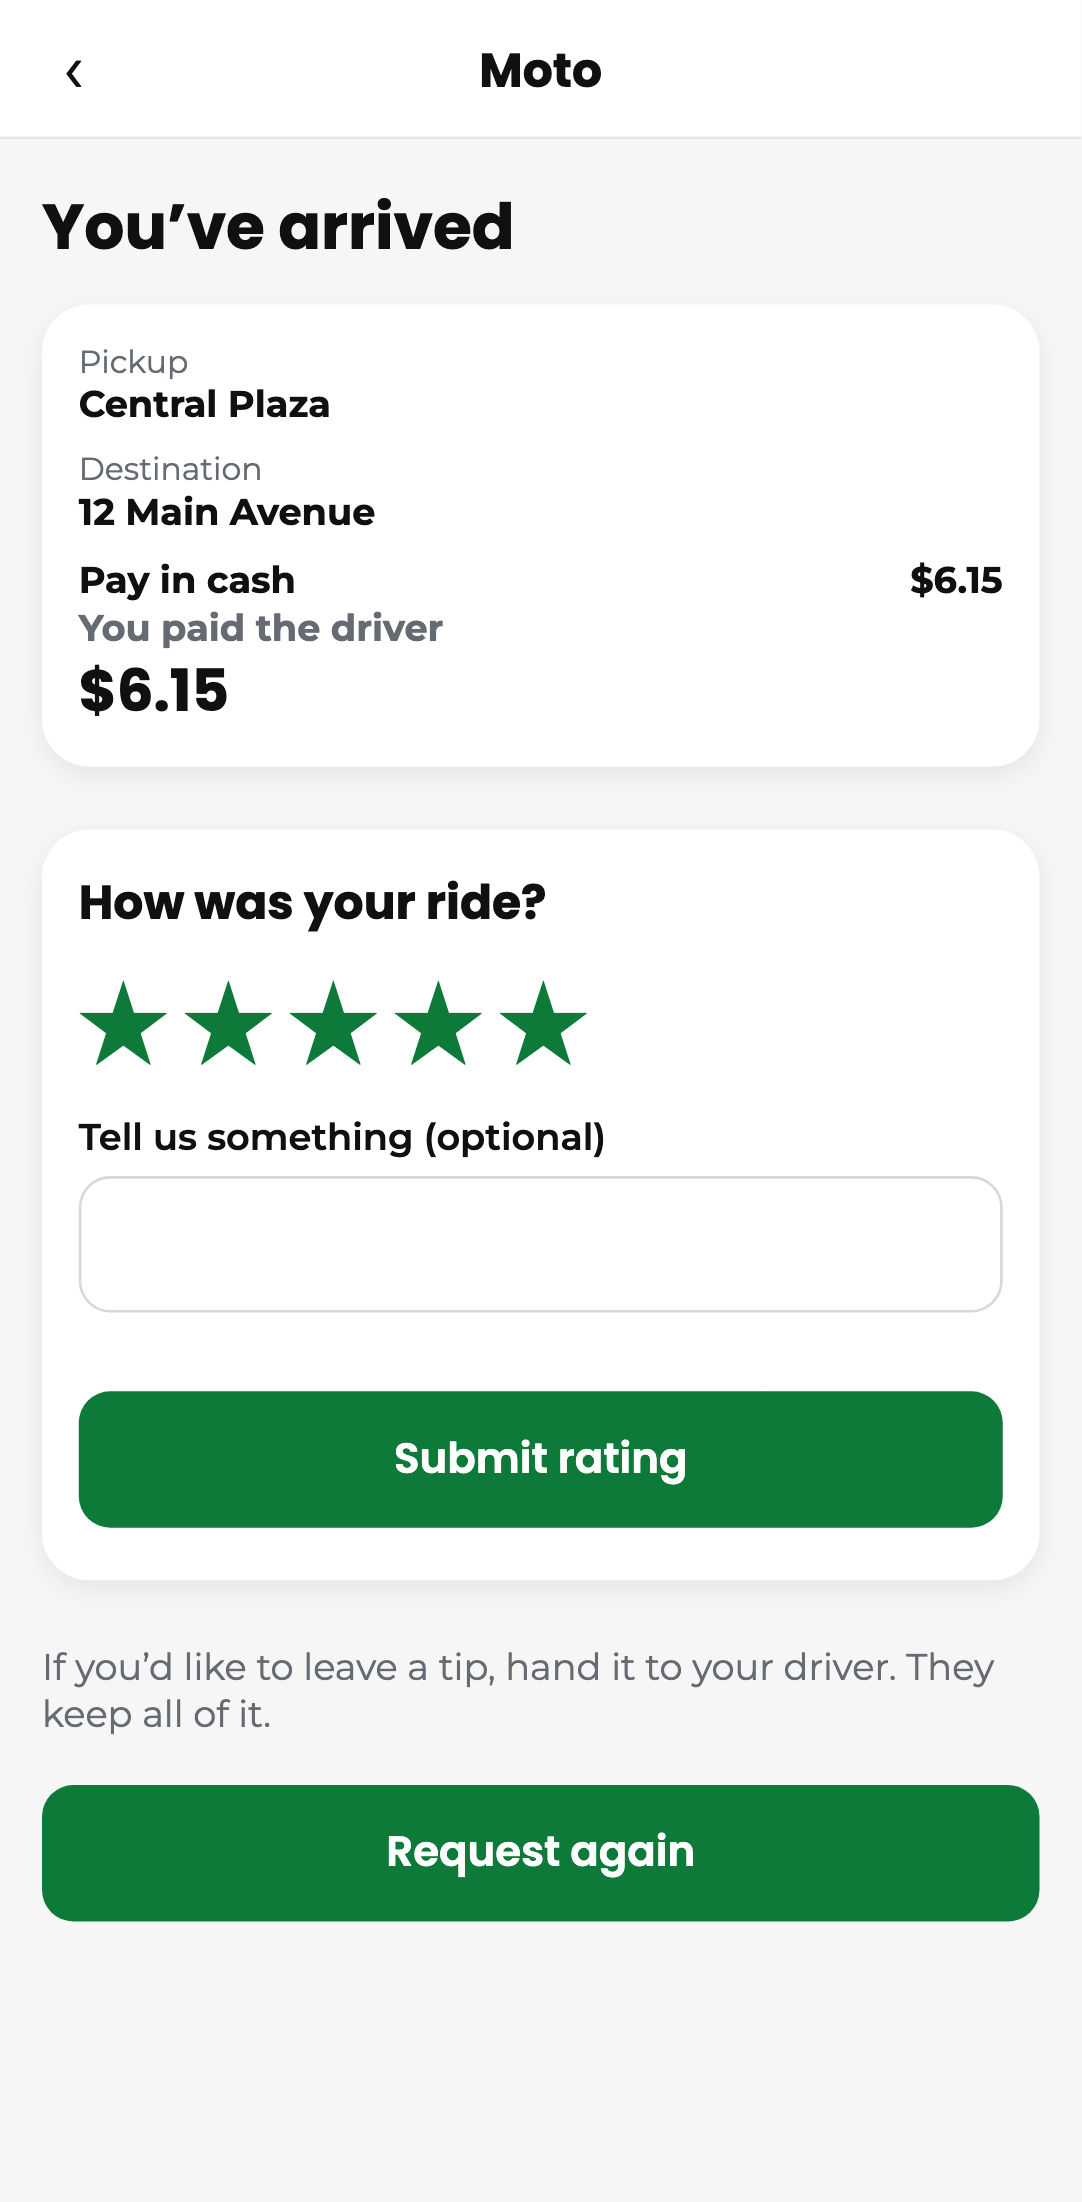 Moto
You’ve arrived
Pickup
Central Plaza
Destination
12 Main Avenue
Pay in cash $6.15
You paid the driver
$6.15
How was your ride?
Tell us something (optional)
Submit rating
If you’d like to leave a tip, hand it to your driver. They
keep all of it.
Request again